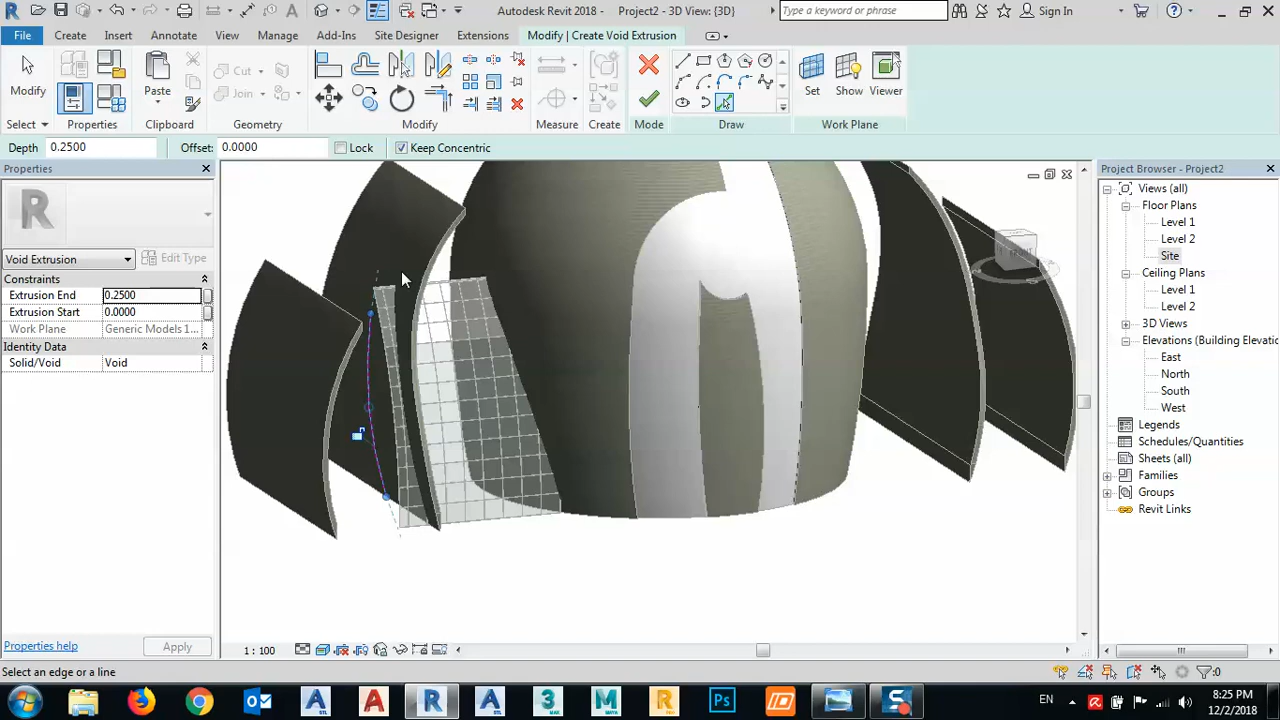 Autodesk Revit 2018 - Project2 - 3D View: {3D}
Type a keyword or phrase
Sign In
File Create Insert Annotate View Manage Add-Ins Site Designer Extensions Modify | Create Void Extrusion
Modify
Paste
Cut
Join
Set Show Viewer
Select Properties Clipboard Geometry Modify Measure Create Mode Draw Work Plane
Depth 0.2500 Offset: 0.0000 Lock Keep Concentric
Properties
R
Void Extrusion Edit Type
Constraints
Extrusion End 0.2500
Extrusion Start 0.0000
Work Plane Generic Models 1...
Identity Data
Solid/Void Void
Properties help Apply
Project Browser - Project2
Views (all)
Floor Plans
Level 1
Level 2
Site
Ceiling Plans
Level 1
Level 2
3D Views
Elevations (Building Elevatio
East
North
South
West
Legends
Schedules/Quantities
Sheets (all)
Families
Groups
Revit Links
1 : 100
Select an edge or a line
:0
EN
8:25 PM
12/2/2018